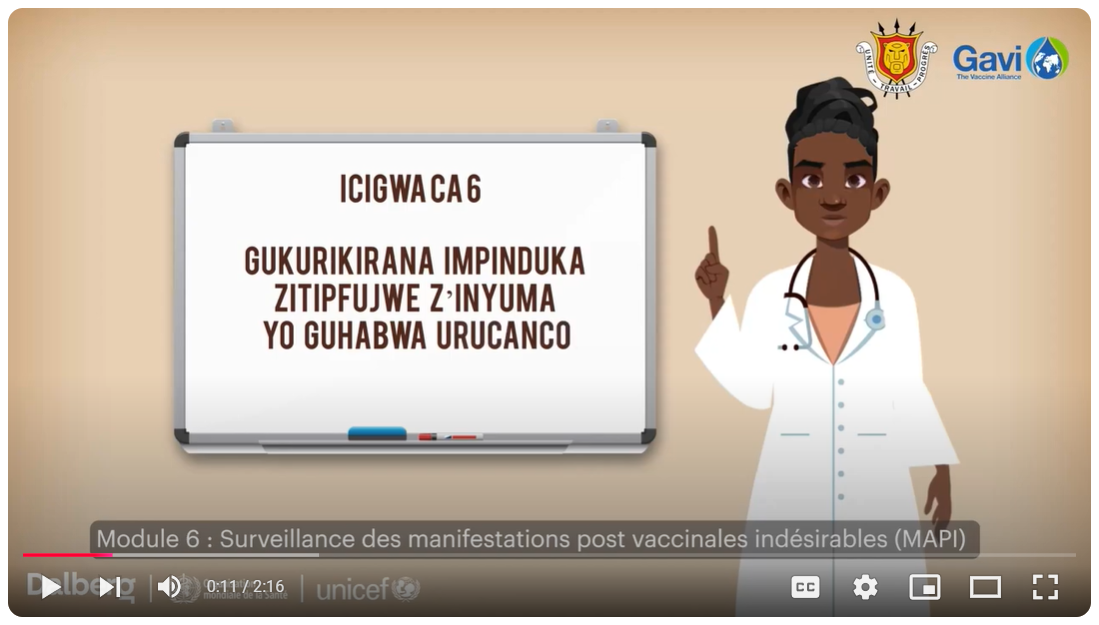 UNITÉ – TRAVAIL – PROGRÈS
Gavi
The Vaccine Alliance
ICIGWA CA 6
GUKURIKIRANA IMPINDUKA
ZITIPFUJWE Z'INYUMA
YO GUHABWA URUCANCO
Module 6 : Surveillance des manifestations post vaccinales indésirables (MAPI)
Dalberg
mondiale de la Santé
unicef
0:11 / 2:16
CC